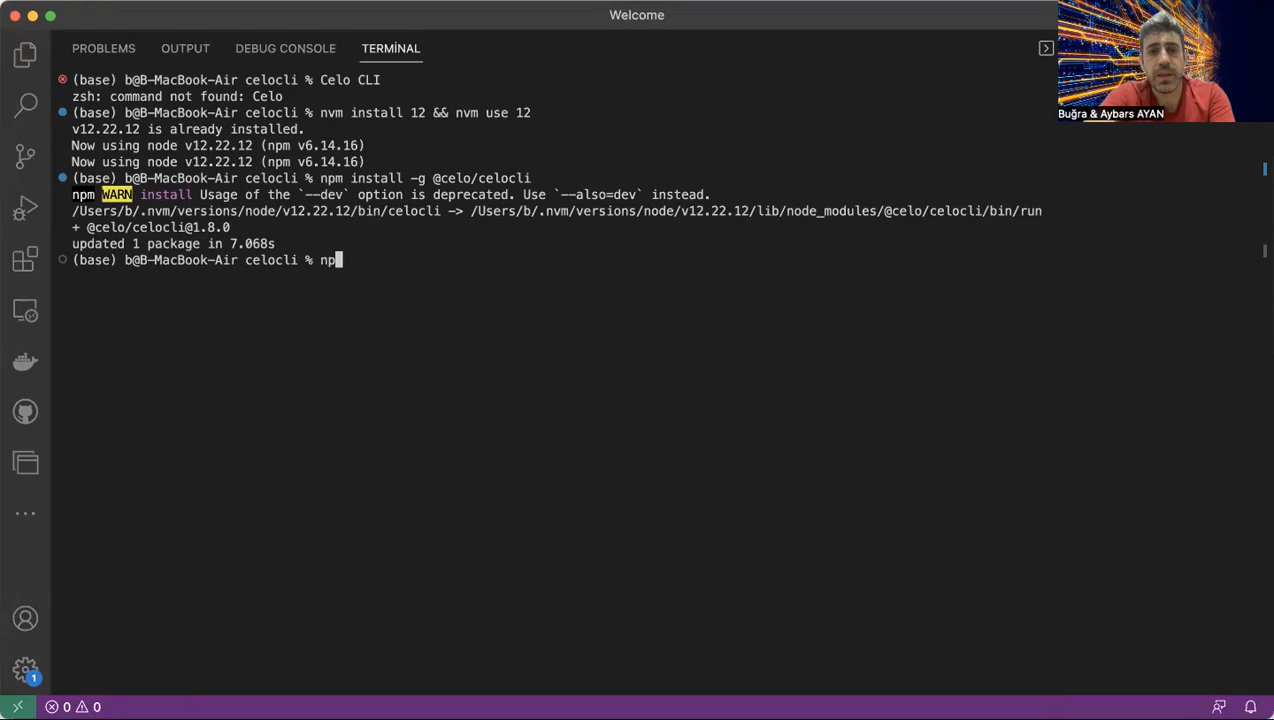 Welcome
PROBLEMS OUTPUT DEBUG CONSOLE TERMİNAL
(base) b@B-MacBook-Air celocli % Celo CLI
zsh: command not found: Celo
(base) b@B-MacBook-Air celocli % nvm install 12 && nvm use 12
v12.22.12 is already installed.
Now using node v12.22.12 (npm v6.14.16)
Now using node v12.22.12 (npm v6.14.16)
(base) b@B-MacBook-Air celocli % npm install -g @celo/celocli
npm WARN install Usage of the `--dev` option is deprecated. Use `--also=dev` instead.
/Users/b/.nvm/versions/node/v12.22.12/bin/celocli -> /Users/b/.nvm/versions/node/v12.22.12/lib/node_modules/@celo/celocli/bin/run
+ @celo/celocli@1.8.0
updated 1 package in 7.068s
(base) b@B-MacBook-Air celocli % np
Buğra & Aybars AYAN
1
0 0